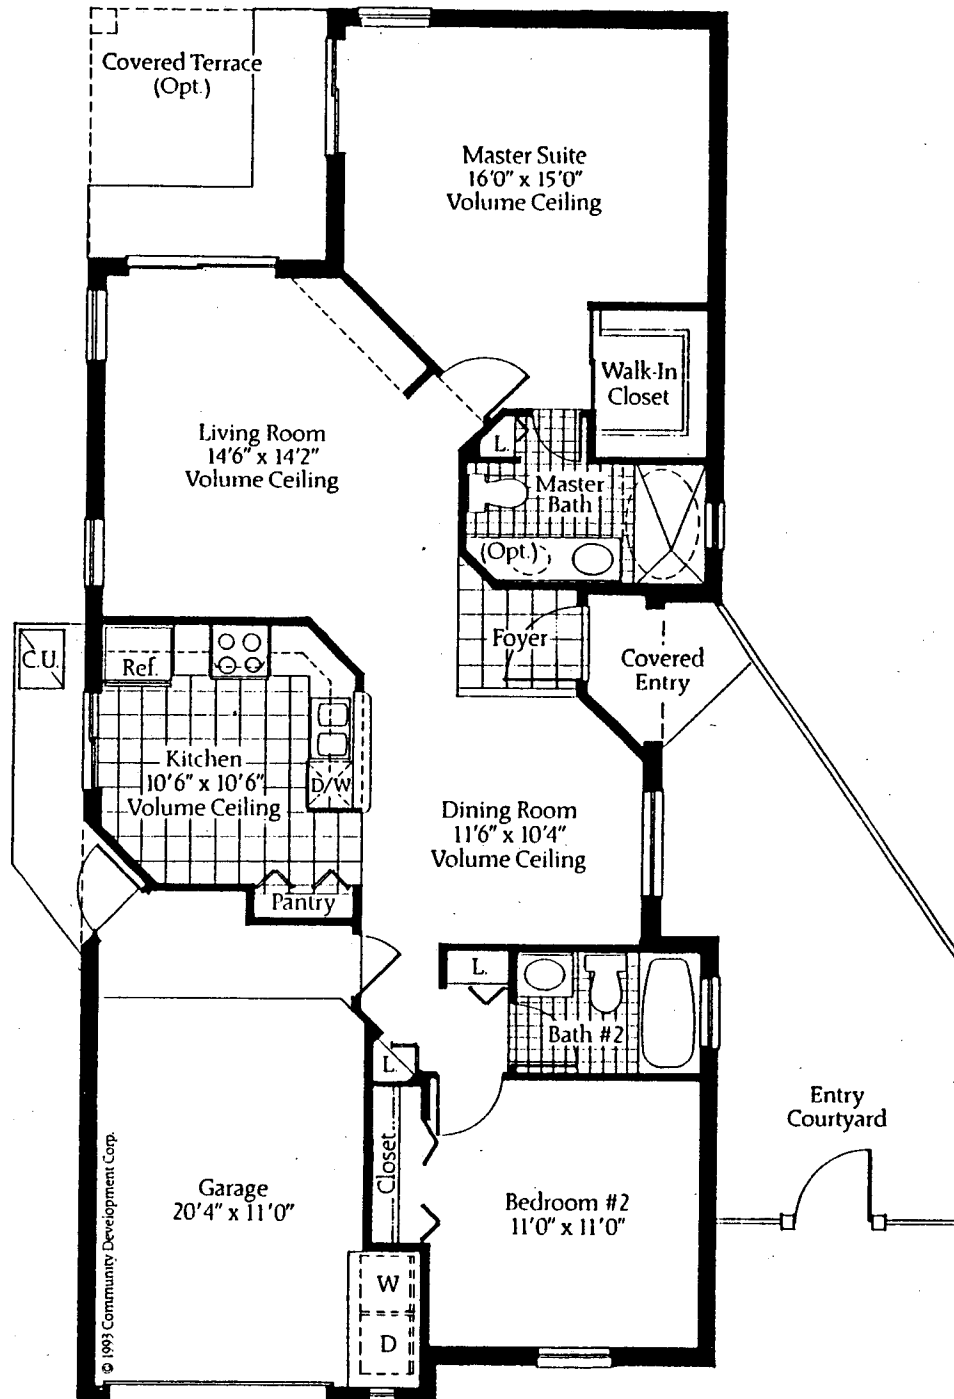 Covered Terrace
(Opt.)
Master Suite
16'0" x 15'0"
Volume Ceiling
Walk-In
Closet
Living Room
14'6" x 14'2"
Volume Ceiling
L.
Master
Bath
(Opt.)
Foyer
Covered
Entry
C.U.
Ref.
Kitchen
10'6" x 10'6"
Volume Ceiling
D/W
Dining Room
11'6" x 10'4"
Volume Ceiling
Pantry
L.
Bath #2
L.
Entry
Courtyard
Closet
Garage
20'4" x 11'0"
Bedroom #2
11'0" x 11'0"
W
D
© 1993 Community Development Corp.